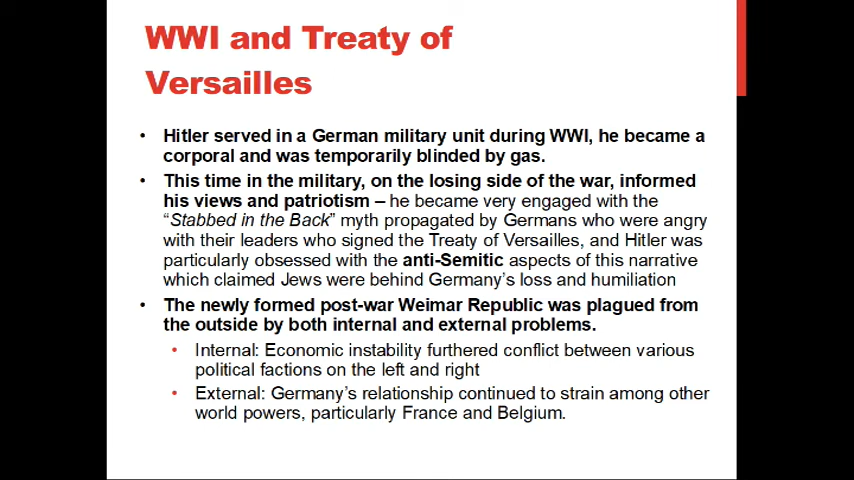 WWI and Treaty of
Versailles
• Hitler served in a German military unit during WWI, he became a
corporal and was temporarily blinded by gas.
• This time in the military, on the losing side of the war, informed
his views and patriotism – he became very engaged with the
“Stabbed in the Back” myth propagated by Germans who were angry
with their leaders who signed the Treaty of Versailles, and Hitler was
particularly obsessed with the anti-Semitic aspects of this narrative
which claimed Jews were behind Germany’s loss and humiliation
• The newly formed post-war Weimar Republic was plagued from
the outside by both internal and external problems.
• Internal: Economic instability furthered conflict between various
political factions on the left and right
• External: Germany’s relationship continued to strain among other
world powers, particularly France and Belgium.